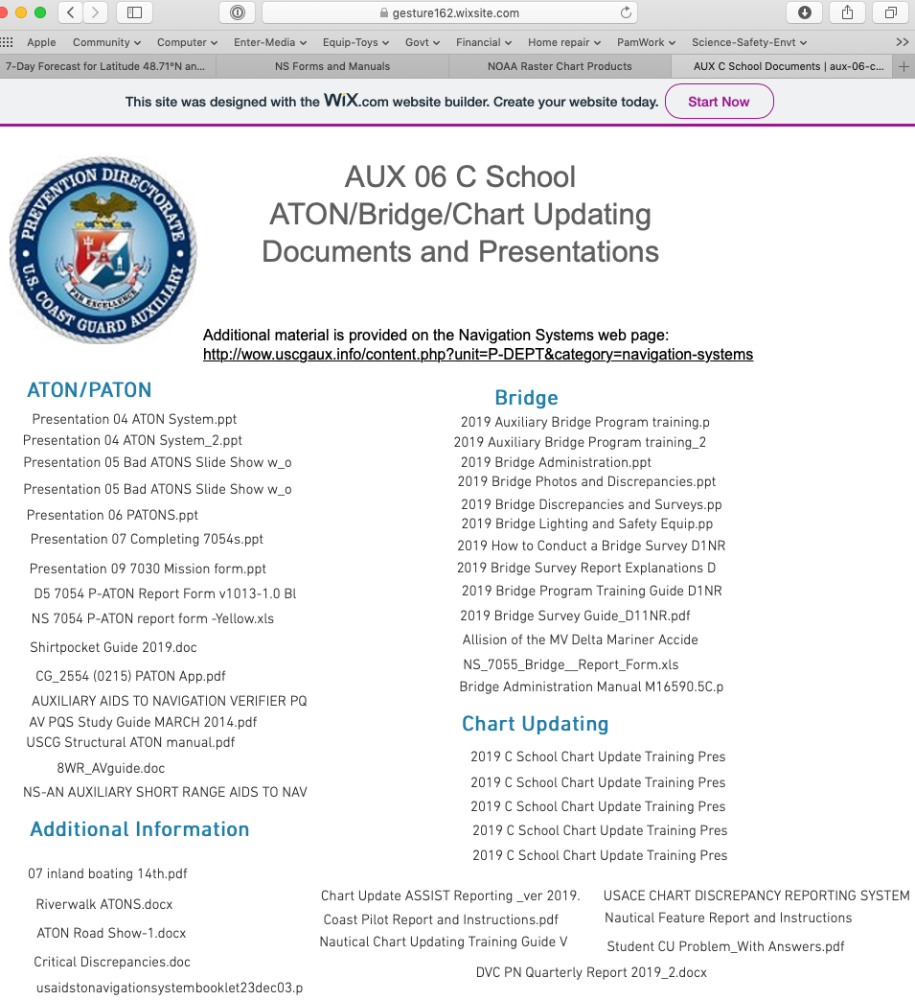 gesture162.wixsite.com
Apple Community Computer Enter-Media Equip-Toys Govt Financial Home repair PamWork Science-Safety-Envt >>
7-Day Forecast for Latitude 48.71°N an... NS Forms and Manuals NOAA Raster Chart Products AUX C School Documents | aux-06-c... +
This site was designed with the WiX.com website builder. Create your website today. Start Now
PREVENTION DIRECTORATE
U.S. COAST GUARD AUXILIARY
PAR EXCELLENCE
AUX 06 C School
ATON/Bridge/Chart Updating
Documents and Presentations
Additional material is provided on the Navigation Systems web page:
http://wow.uscgaux.info/content.php?unit=P-DEPT&category=navigation-systems
ATON/PATON
Presentation 04 ATON System.ppt
Presentation 04 ATON System_2.ppt
Presentation 05 Bad ATONS Slide Show w_o
Presentation 05 Bad ATONS Slide Show w_o
Presentation 06 PATONS.ppt
Presentation 07 Completing 7054s.ppt
Presentation 09 7030 Mission form.ppt
D5 7054 P-ATON Report Form v1013-1.0 Bl
NS 7054 P-ATON report form -Yellow.xls
Shirtpocket Guide 2019.doc
CG_2554 (0215) PATON App.pdf
AUXILIARY AIDS TO NAVIGATION VERIFIER PQ
AV PQS Study Guide MARCH 2014.pdf
USCG Structural ATON manual.pdf
8WR_AVguide.doc
NS-AN AUXILIARY SHORT RANGE AIDS TO NAV
Additional Information
07 inland boating 14th.pdf
Riverwalk ATONS.docx
ATON Road Show-1.docx
Critical Discrepancies.doc
usaidstonavigationsystembooklet23dec03.p
Bridge
2019 Auxiliary Bridge Program training.p
2019 Auxiliary Bridge Program training_2
2019 Bridge Administration.ppt
2019 Bridge Photos and Discrepancies.ppt
2019 Bridge Discrepancies and Surveys.pp
2019 Bridge Lighting and Safety Equip.pp
2019 How to Conduct a Bridge Survey D1NR
2019 Bridge Survey Report Explanations D
2019 Bridge Program Training Guide D1NR
2019 Bridge Survey Guide_D11NR.pdf
Allision of the MV Delta Mariner Accide
NS_7055_Bridge__Report_Form.xls
Bridge Administration Manual M16590.5C.p
Chart Updating
2019 C School Chart Update Training Pres
2019 C School Chart Update Training Pres
2019 C School Chart Update Training Pres
2019 C School Chart Update Training Pres
2019 C School Chart Update Training Pres
Chart Update ASSIST Reporting _ver 2019.
Coast Pilot Report and Instructions.pdf
Nautical Chart Updating Training Guide V
USACE CHART DISCREPANCY REPORTING SYSTEM
Nautical Feature Report and Instructions
Student CU Problem_With Answers.pdf
DVC PN Quarterly Report 2019_2.docx